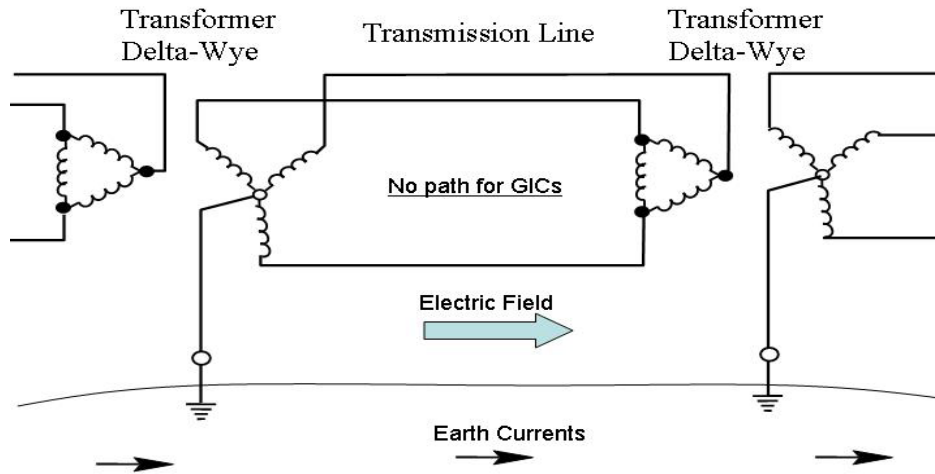 Transformer
Delta-Wye
Transmission Line
Transformer
Delta-Wye
No path for GICs
Electric Field
Earth Currents